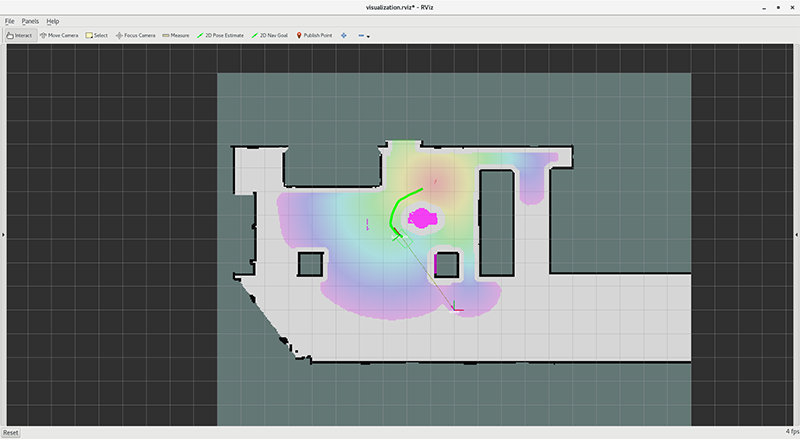 visualization.rviz* - RViz
File Panels Help
Interact Move Camera Select Focus Camera Measure 2D Pose Estimate 2D Nav Goal Publish Point
Reset 4 fps